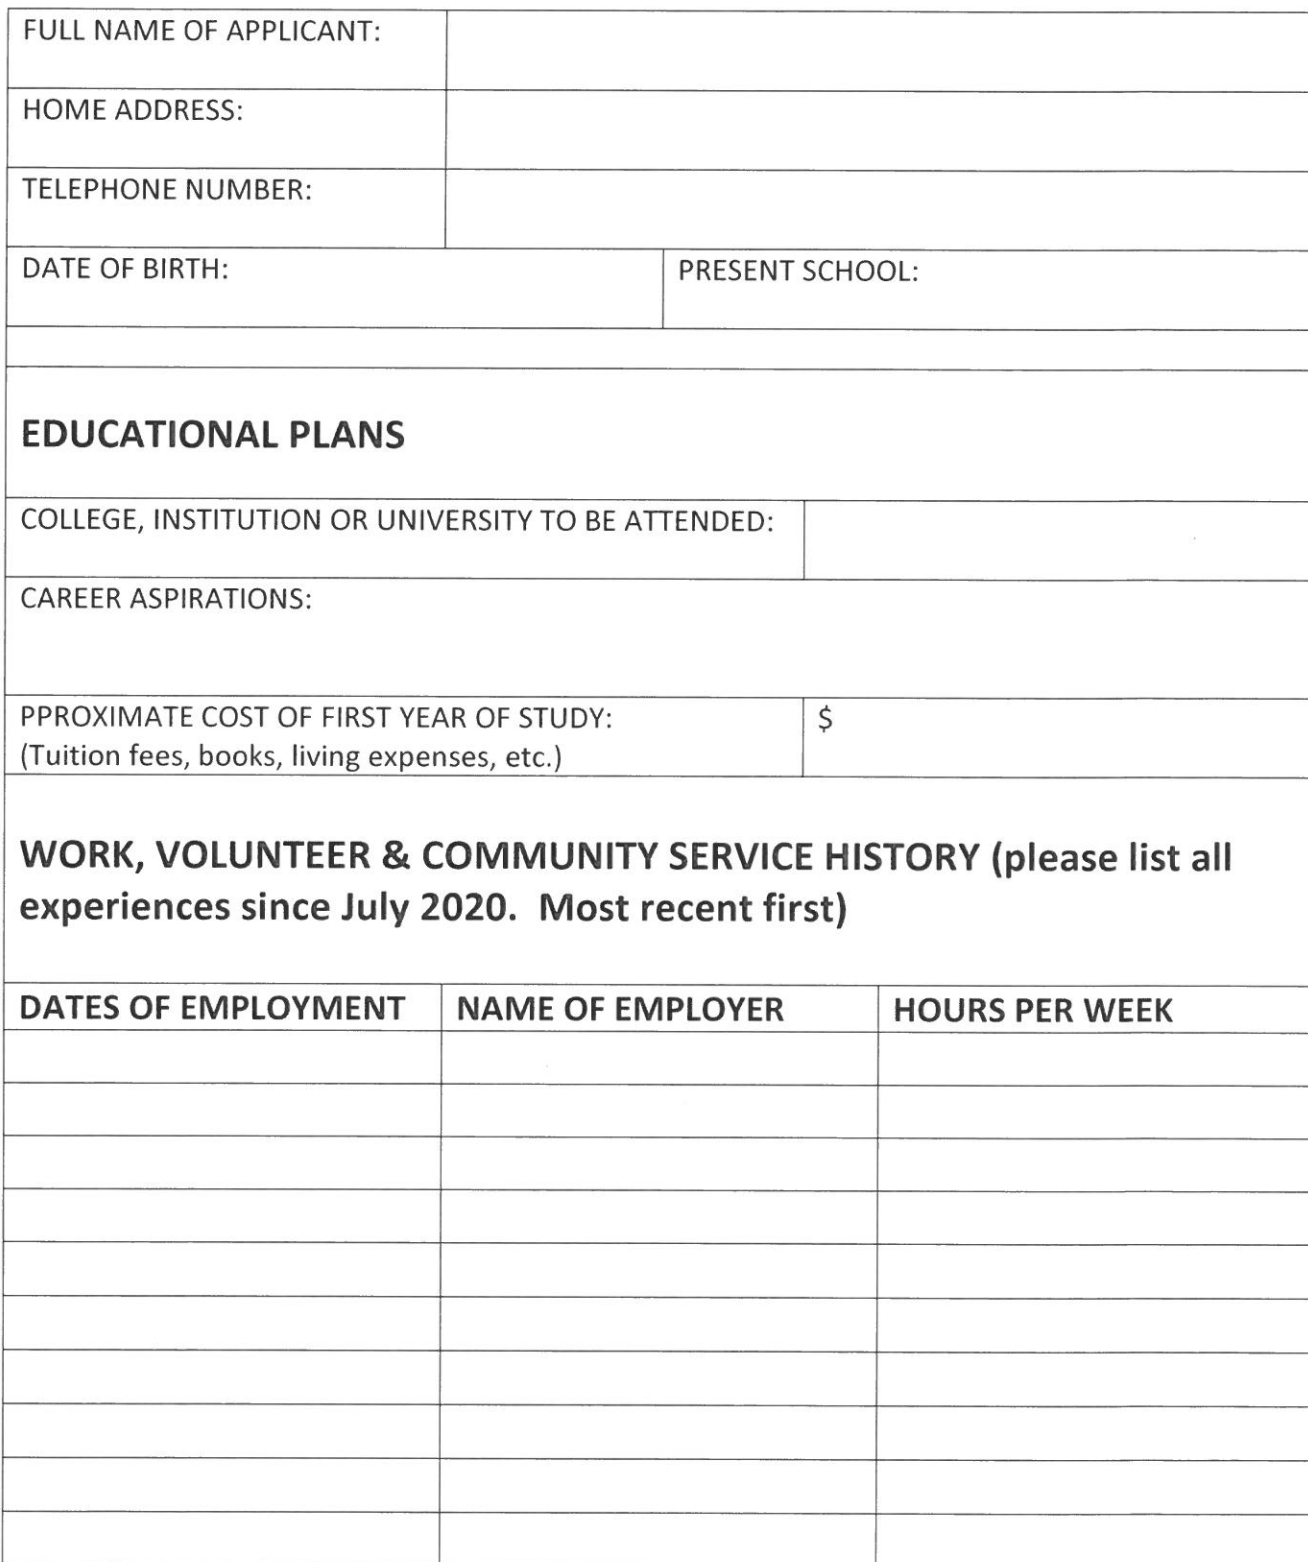 FULL NAME OF APPLICANT:
HOME ADDRESS:
TELEPHONE NUMBER:
DATE OF BIRTH:
PRESENT SCHOOL:
EDUCATIONAL PLANS
COLLEGE, INSTITUTION OR UNIVERSITY TO BE ATTENDED:
CAREER ASPIRATIONS:
PPROXIMATE COST OF FIRST YEAR OF STUDY:
$
(Tuition fees, books, living expenses, etc.)
WORK, VOLUNTEER & COMMUNITY SERVICE HISTORY (please list all
experiences since July 2020.  Most recent first)
DATES OF EMPLOYMENT
NAME OF EMPLOYER
HOURS PER WEEK